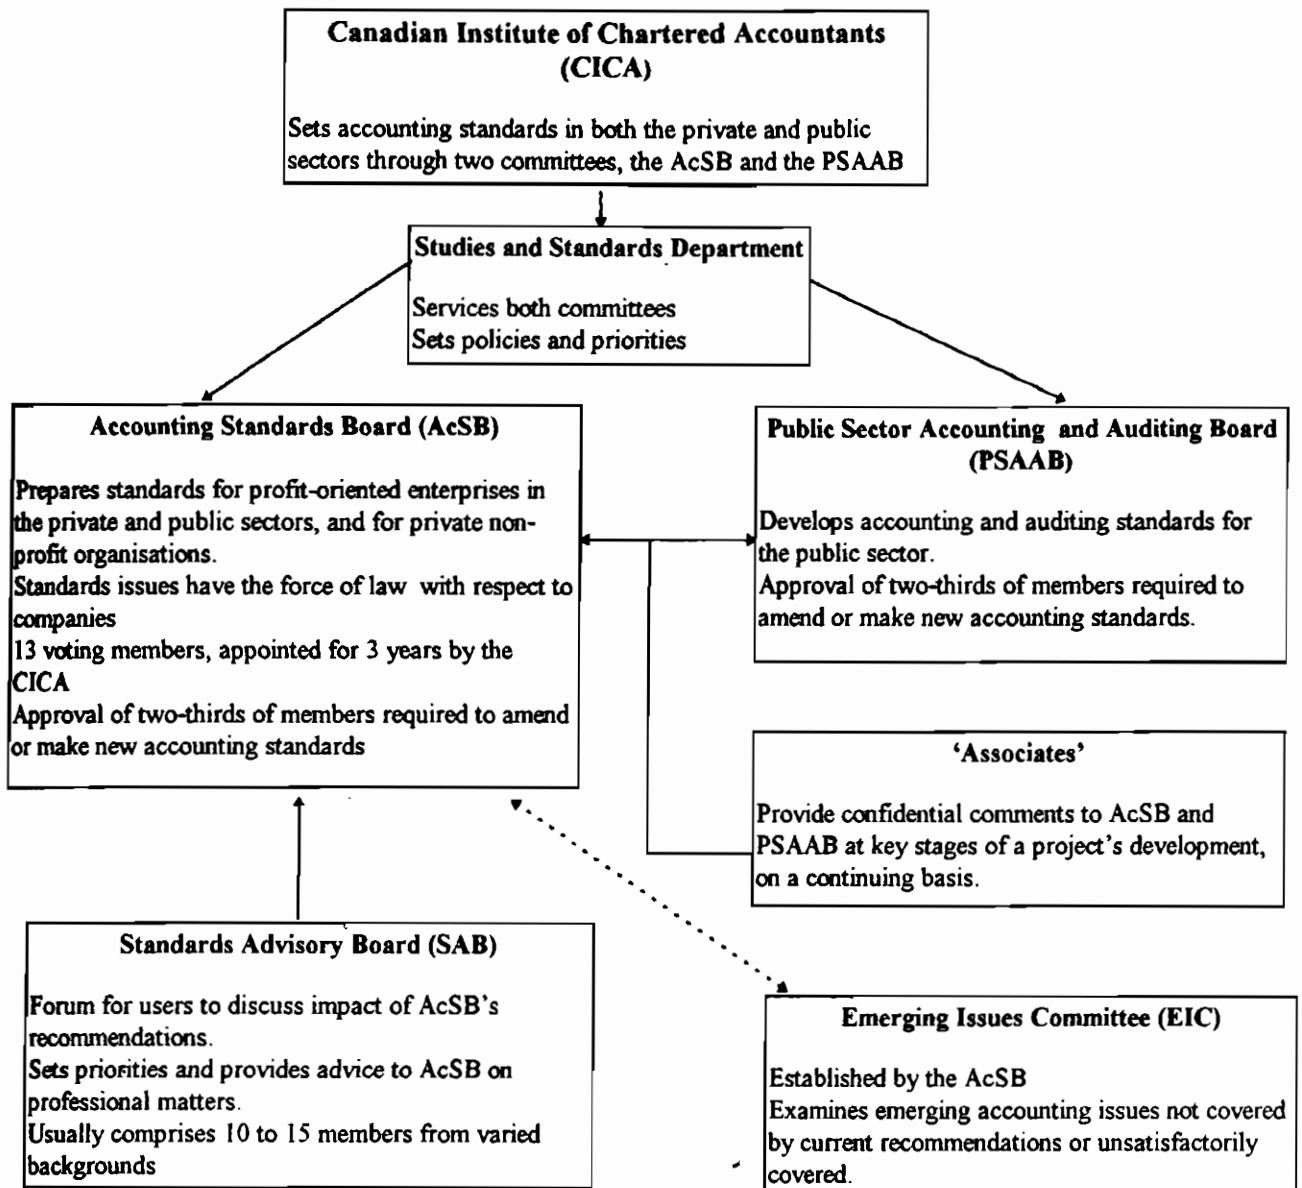 Canadian Institute of Chartered Accountants
(CICA)
Sets accounting standards in both the private and public
sectors through two committees, the AcSB and the PSAAB
Studies and Standards Department
Services both committees
Sets policies and priorities
Accounting Standards Board (AcSB)
Prepares standards for profit-oriented enterprises in
the private and public sectors, and for private non-
profit organisations.
Standards issues have the force of law with respect to
companies
13 voting members, appointed for 3 years by the
CICA
Approval of two-thirds of members required to amend
or make new accounting standards
Public Sector Accounting and Auditing Board
(PSAAB)
Develops accounting and auditing standards for
the public sector.
Approval of two-thirds of members required to
amend or make new accounting standards.
‘Associates’
Provide confidential comments to AcSB and
PSAAB at key stages of a project's development,
on a continuing basis.
Standards Advisory Board (SAB)
Forum for users to discuss impact of AcSB's
recommendations.
Sets priorities and provides advice to AcSB on
professional matters.
Usually comprises 10 to 15 members from varied
backgrounds
Emerging Issues Committee (EIC)
Established by the AcSB
Examines emerging accounting issues not covered
by current recommendations or unsatisfactorily
covered.